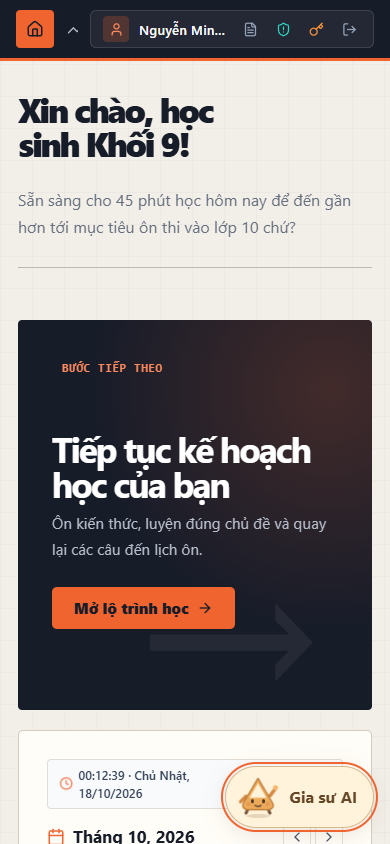 Nguyễn Min...
Xin chào, học
sinh Khối 9!
Sẵn sàng cho 45 phút học hôm nay để đến gần
hơn tới mục tiêu ôn thi vào lớp 10 chứ?
BƯỚC TIẾP THEO
Tiếp tục kế hoạch
học của bạn
Ôn kiến thức, luyện đúng chủ đề và quay
lại các câu đến lịch ôn.
Mở lộ trình học
00:12:39 · Chủ Nhật,
18/10/2026
Gia sư AI
Tháng 10, 2026